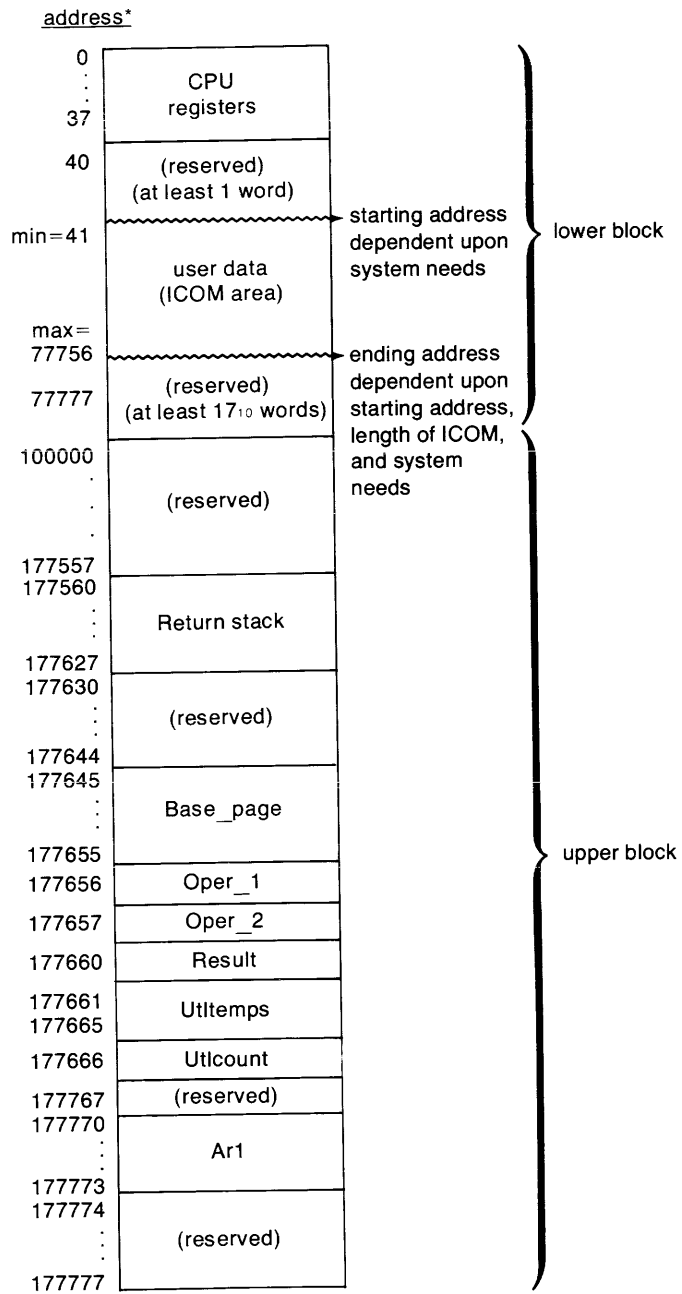 address*
0
.
.
.
37
CPU
registers
40
(reserved)
(at least 1 word)
min=41
starting address
dependent upon
system needs
user data
(ICOM area)
lower block
max=
77756
ending address
dependent upon
starting address,
length of ICOM,
and system
needs
77777
(reserved)
(at least 17₁₀ words)
100000
.
.
.
177557
(reserved)
177560
.
.
.
177627
Return stack
177630
.
.
.
177644
(reserved)
177645
.
.
.
177655
Base_page
upper block
177656
Oper_1
177657
Oper_2
177660
Result
177661
177665
Utltemps
177666
Utlcount
177767
(reserved)
177770
.
.
.
177773
Ar1
177774
.
.
.
177777
(reserved)